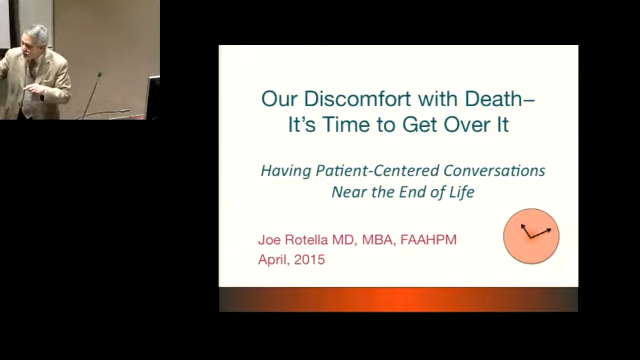 Our Discomfort with Death–
It's Time to Get Over It
Having Patient-Centered Conversations
Near the End of Life
Joe Rotella MD, MBA, FAAHPM
April, 2015